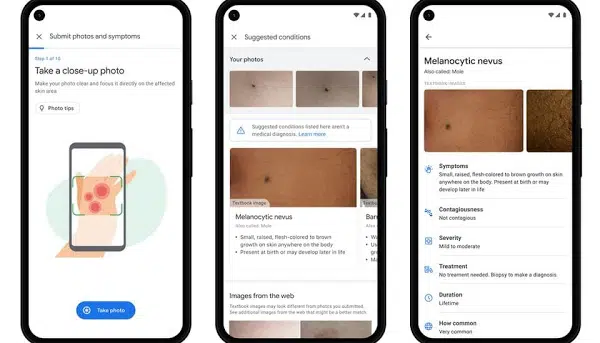 Submit photos and symptoms
Step 1 of 10
Take a close-up photo
Make your photo clear and focus is directly on the affected
skin area
Photo tips
Take photo
Suggested conditions
Your photos
Suggested conditions listed here aren't a
medical diagnosis. Learn more
Textbook image
Melanocytic nevus
Also called: Mole
• Small, raised, flesh-colored to brown
growth on skin anywhere on the body
• Present at birth or may develop later in life
Images from the web
Textbook images may look different from photos you submitted.
See additional images from the web that might be a better match.
Melanocytic nevus
Also called: Mole
TEXTBOOK IMAGES
Symptoms
Small, raised, flesh-colored to brown growth on skin
anywhere on the body. Present at birth or may
develop later in life
Contagiousness
Not contagious
Severity
Mild to moderate
Treatment
No treatment needed. Biopsy to make a diagnosis.
Duration
Lifetime
How common
Very common